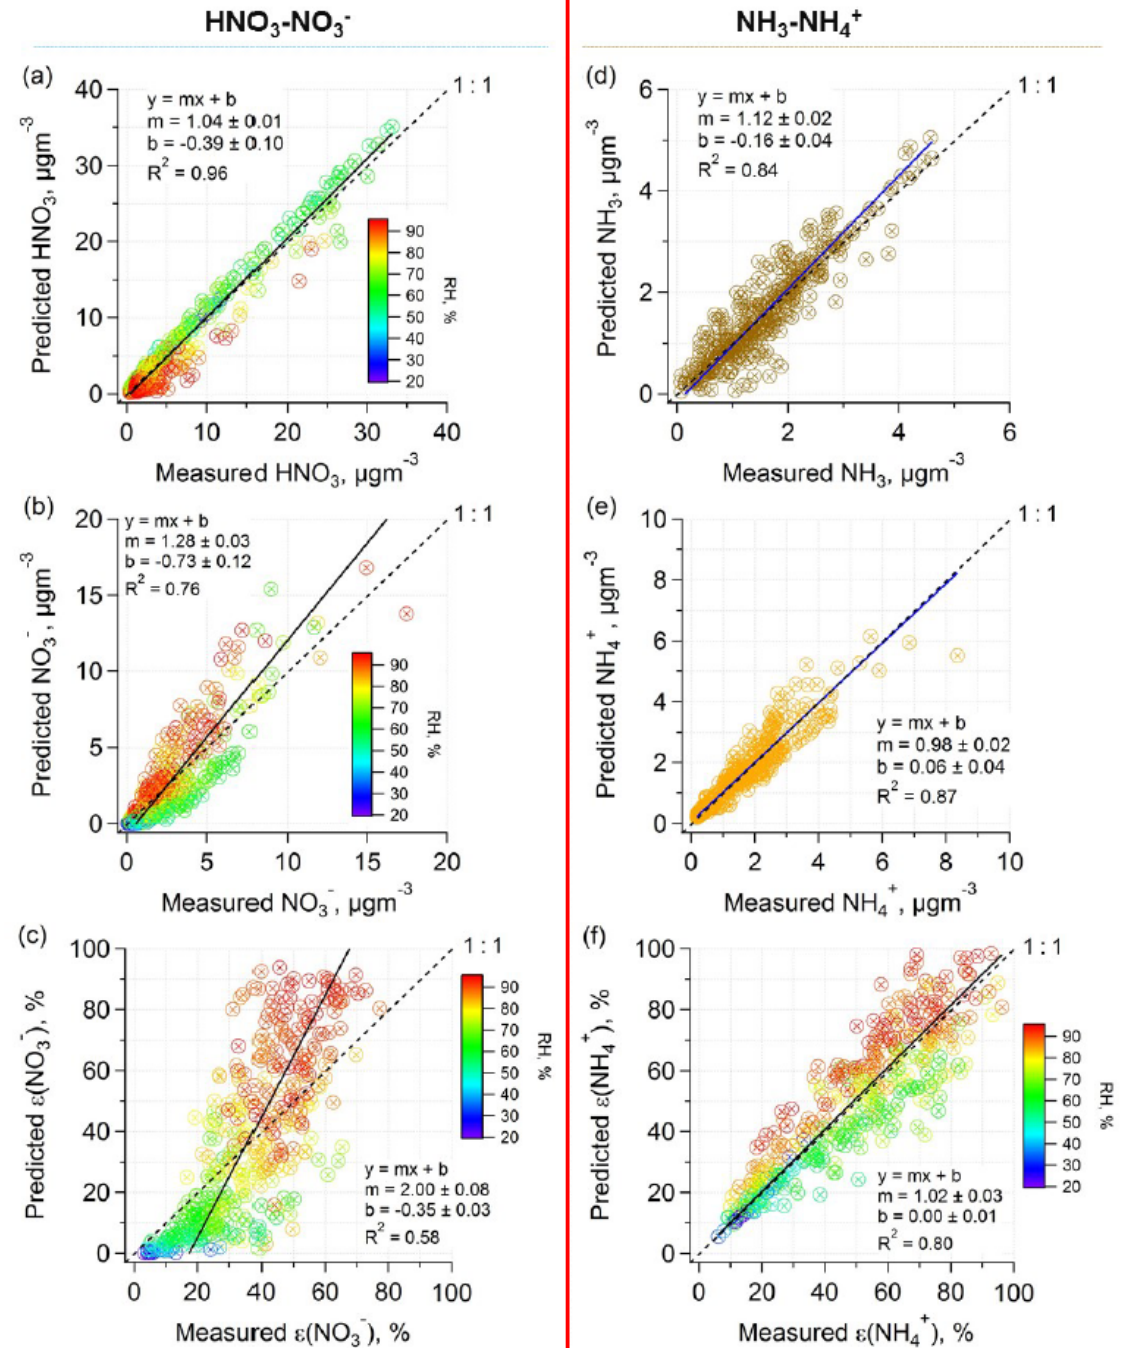 HNO₃-NO₃⁻
NH₃-NH₄⁺
(a)
1 : 1
y = mx + b
m = 1.04 ± 0.01
b = -0.39 ± 0.10
R² = 0.96
Predicted HNO₃, µgm⁻³
40
30
20
10
0
0 10 20 30 40
Measured HNO₃, µgm⁻³
90
80
70
60
50
40
30
20
RH, %
(d)
1 : 1
y = mx + b
m = 1.12 ± 0.02
b = -0.16 ± 0.04
R² = 0.84
Predicted NH₃, µgm⁻³
6
4
2
0
0 2 4 6
Measured NH₃, µgm⁻³
(b)
1 : 1
y = mx + b
m = 1.28 ± 0.03
b = -0.73 ± 0.12
R² = 0.76
Predicted NO₃⁻, µgm⁻³
20
15
10
5
0
0 5 10 15 20
Measured NO₃⁻, µgm⁻³
90
80
70
60
50
40
30
20
RH, %
(e)
1 : 1
y = mx + b
m = 0.98 ± 0.02
b = 0.06 ± 0.04
R² = 0.87
Predicted NH₄⁺, µgm⁻³
10
8
6
4
2
0
0 2 4 6 8 10
Measured NH₄⁺, µgm⁻³
(c)
1 : 1
y = mx + b
m = 2.00 ± 0.08
b = -0.35 ± 0.03
R² = 0.58
Predicted ε(NO₃⁻), %
100
80
60
40
20
0
0 20 40 60 80 100
Measured ε(NO₃⁻), %
90
80
70
60
50
40
30
20
RH, %
(f)
1 : 1
y = mx + b
m = 1.02 ± 0.03
b = 0.00 ± 0.01
R² = 0.80
Predicted ε(NH₄⁺), %
100
80
60
40
20
0
0 20 40 60 80 100
Measured ε(NH₄⁺), %
90
80
70
60
50
40
30
20
RH, %